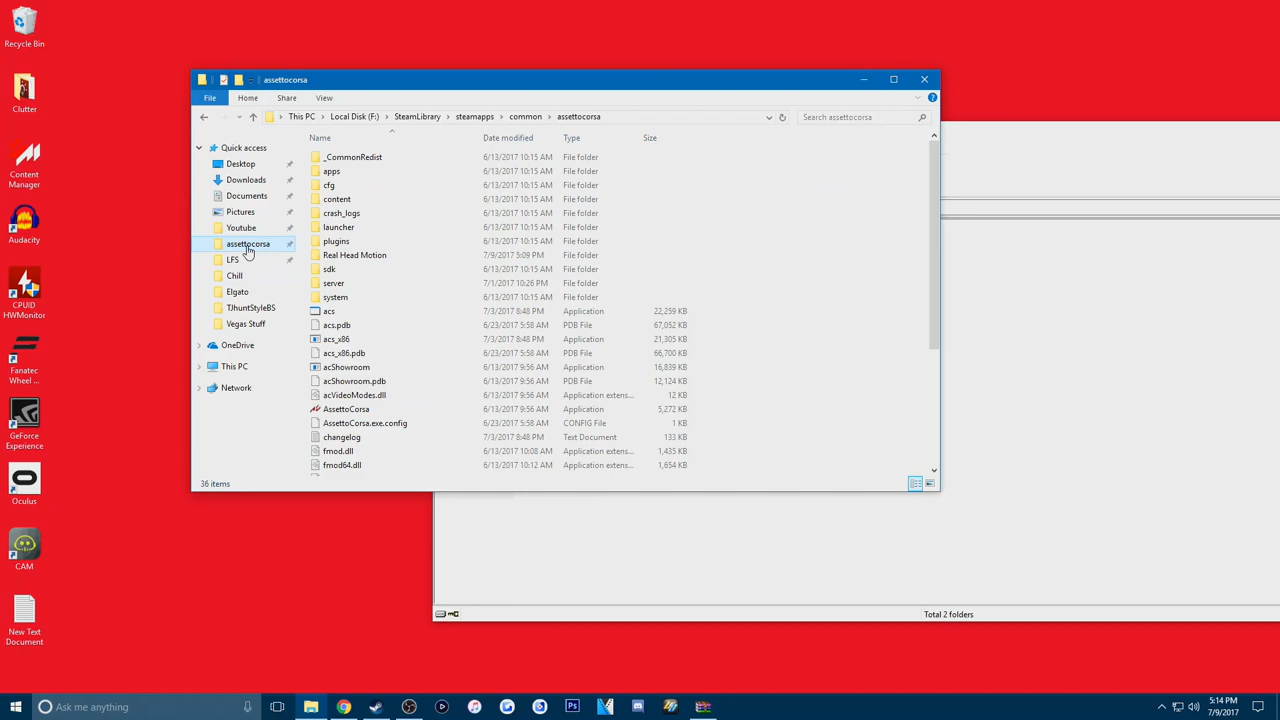 Recycle Bin
Clutter
Content
Manager
Audacity
CPUID
HWMonitor
Fanatec
Wheel ...
GeForce
Experience
Oculus
CAM
New Text
Document
assettocorsa
File Home Share View
This PC > Local Disk (F:) > SteamLibrary > steamapps > common > assettocorsa
Search assettocorsa
Quick access
Desktop
Downloads
Documents
Pictures
Youtube
assettocorsa
LFS
Chill
Elgato
TJhuntStyleBS
Vegas Stuff
OneDrive
This PC
Network
Name Date modified Type Size
_CommonRedist 6/13/2017 10:15 AM File folder
apps 6/13/2017 10:15 AM File folder
cfg 6/13/2017 10:15 AM File folder
content 6/13/2017 10:15 AM File folder
crash_logs 6/13/2017 10:15 AM File folder
launcher 6/13/2017 10:15 AM File folder
plugins 6/13/2017 10:15 AM File folder
Real Head Motion 7/9/2017 5:09 PM File folder
sdk 6/13/2017 10:15 AM File folder
server 7/1/2017 10:26 PM File folder
system 6/13/2017 10:15 AM File folder
acs 7/3/2017 8:48 PM Application 22,259 KB
acs.pdb 6/23/2017 5:58 AM PDB File 67,052 KB
acs_x86 7/3/2017 8:48 PM Application 21,305 KB
acs_x86.pdb 6/23/2017 5:58 AM PDB File 66,700 KB
acShowroom 6/13/2017 9:56 AM Application 16,839 KB
acShowroom.pdb 6/13/2017 9:56 AM PDB File 12,124 KB
acVideoModes.dll 6/13/2017 9:56 AM Application extens... 12 KB
AssettoCorsa 6/13/2017 9:56 AM Application 5,272 KB
AssettoCorsa.exe.config 6/23/2017 5:58 AM CONFIG File 1 KB
changelog 7/3/2017 8:48 PM Text Document 133 KB
fmod.dll 6/13/2017 10:08 AM Application extens... 1,435 KB
fmod64.dll 6/13/2017 10:12 AM Application extens... 1,654 KB
36 items
Total 2 folders
Ask me anything
5:14 PM
7/9/2017